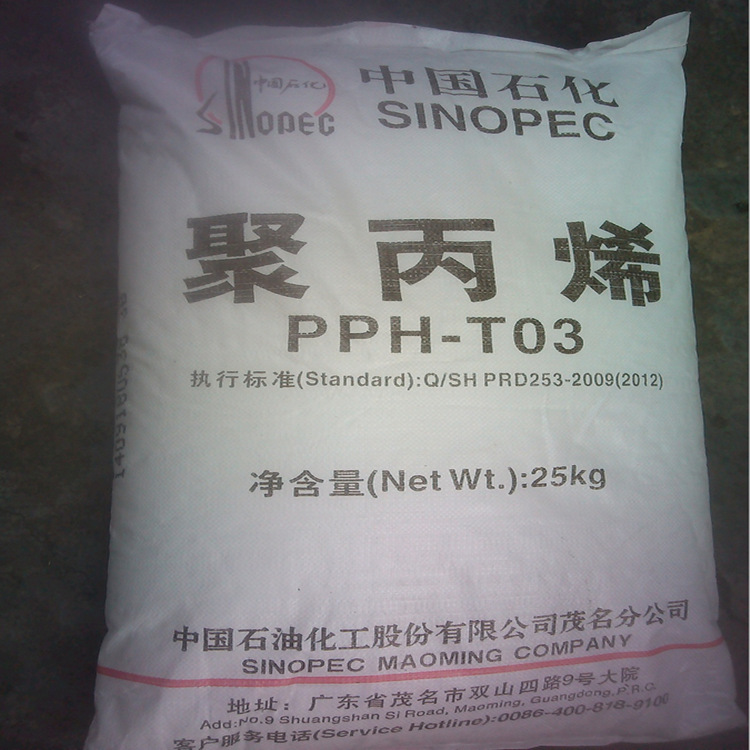 中国石化
SINOPEC
中国石化
SINOPEC
聚丙烯
PPH-T03
执行标准(Standard):Q/SH PRD253-2009(2012)
净含量(Net Wt.):25kg
中国石油化工股份有限公司茂名分公司
SINOPEC MAOMING COMPANY
地址：广东省茂名市双山四路9号大院
Add:No.9 Shuangshan Si Road, Maoming, Guangdong,P.R.C.
客户服务电话(Service Hotline):0086-400-818-9100